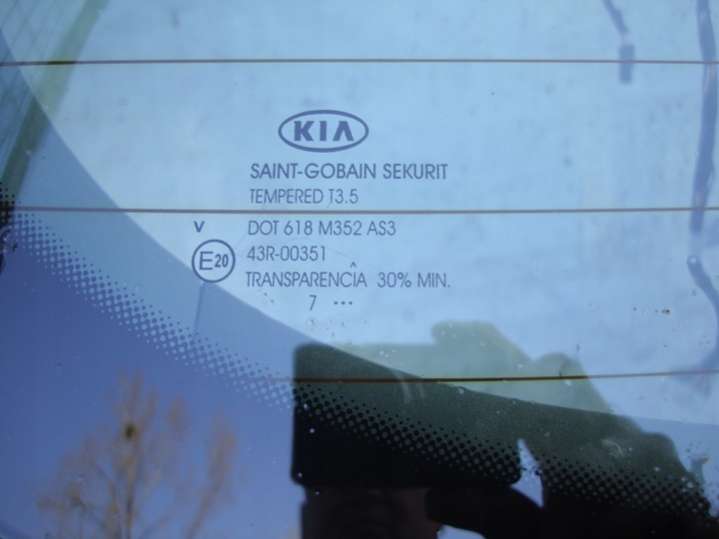 KIA
SAINT-GOBAIN SEKURIT
TEMPERED T3.5
V DOT 618 M352 AS3
E20 43R-00351
TRANSPARENCIA 30% MIN.
7 ...